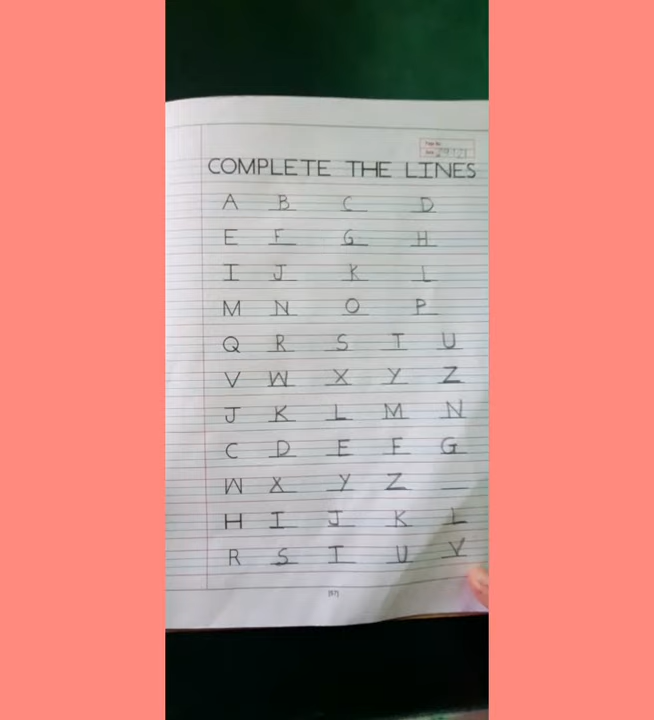 COMPLETE THE LINES
A B C D
E F G H
I J K L
M N O P
Q R S T U
V W X Y Z
J K L M N
C D E F G
W X Y Z
H I J K L
R S T U V